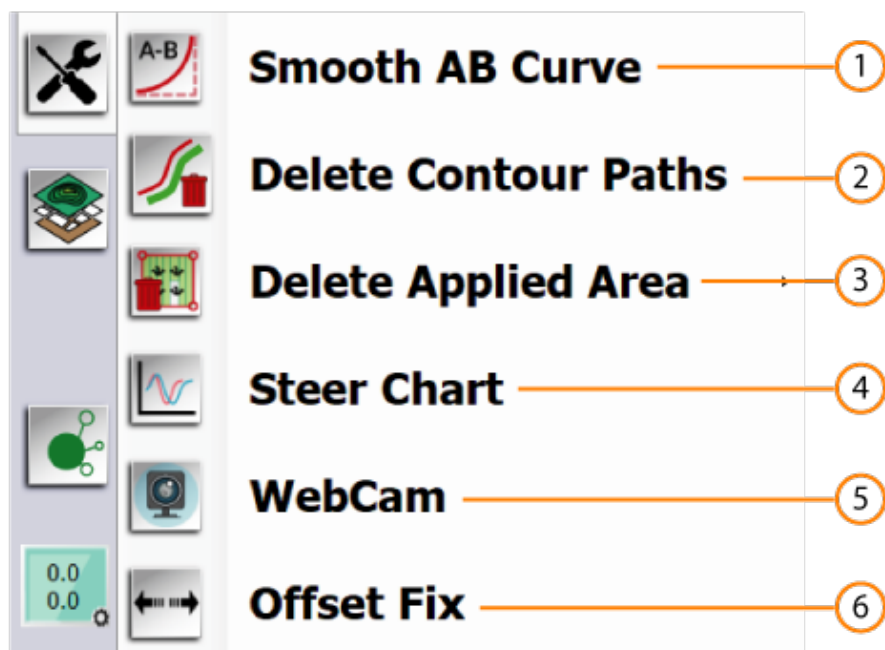 A-B
Smooth AB Curve
1
Delete Contour Paths
2
Delete Applied Area
3
Steer Chart
4
WebCam
5
0.0
0.0
Offset Fix
6